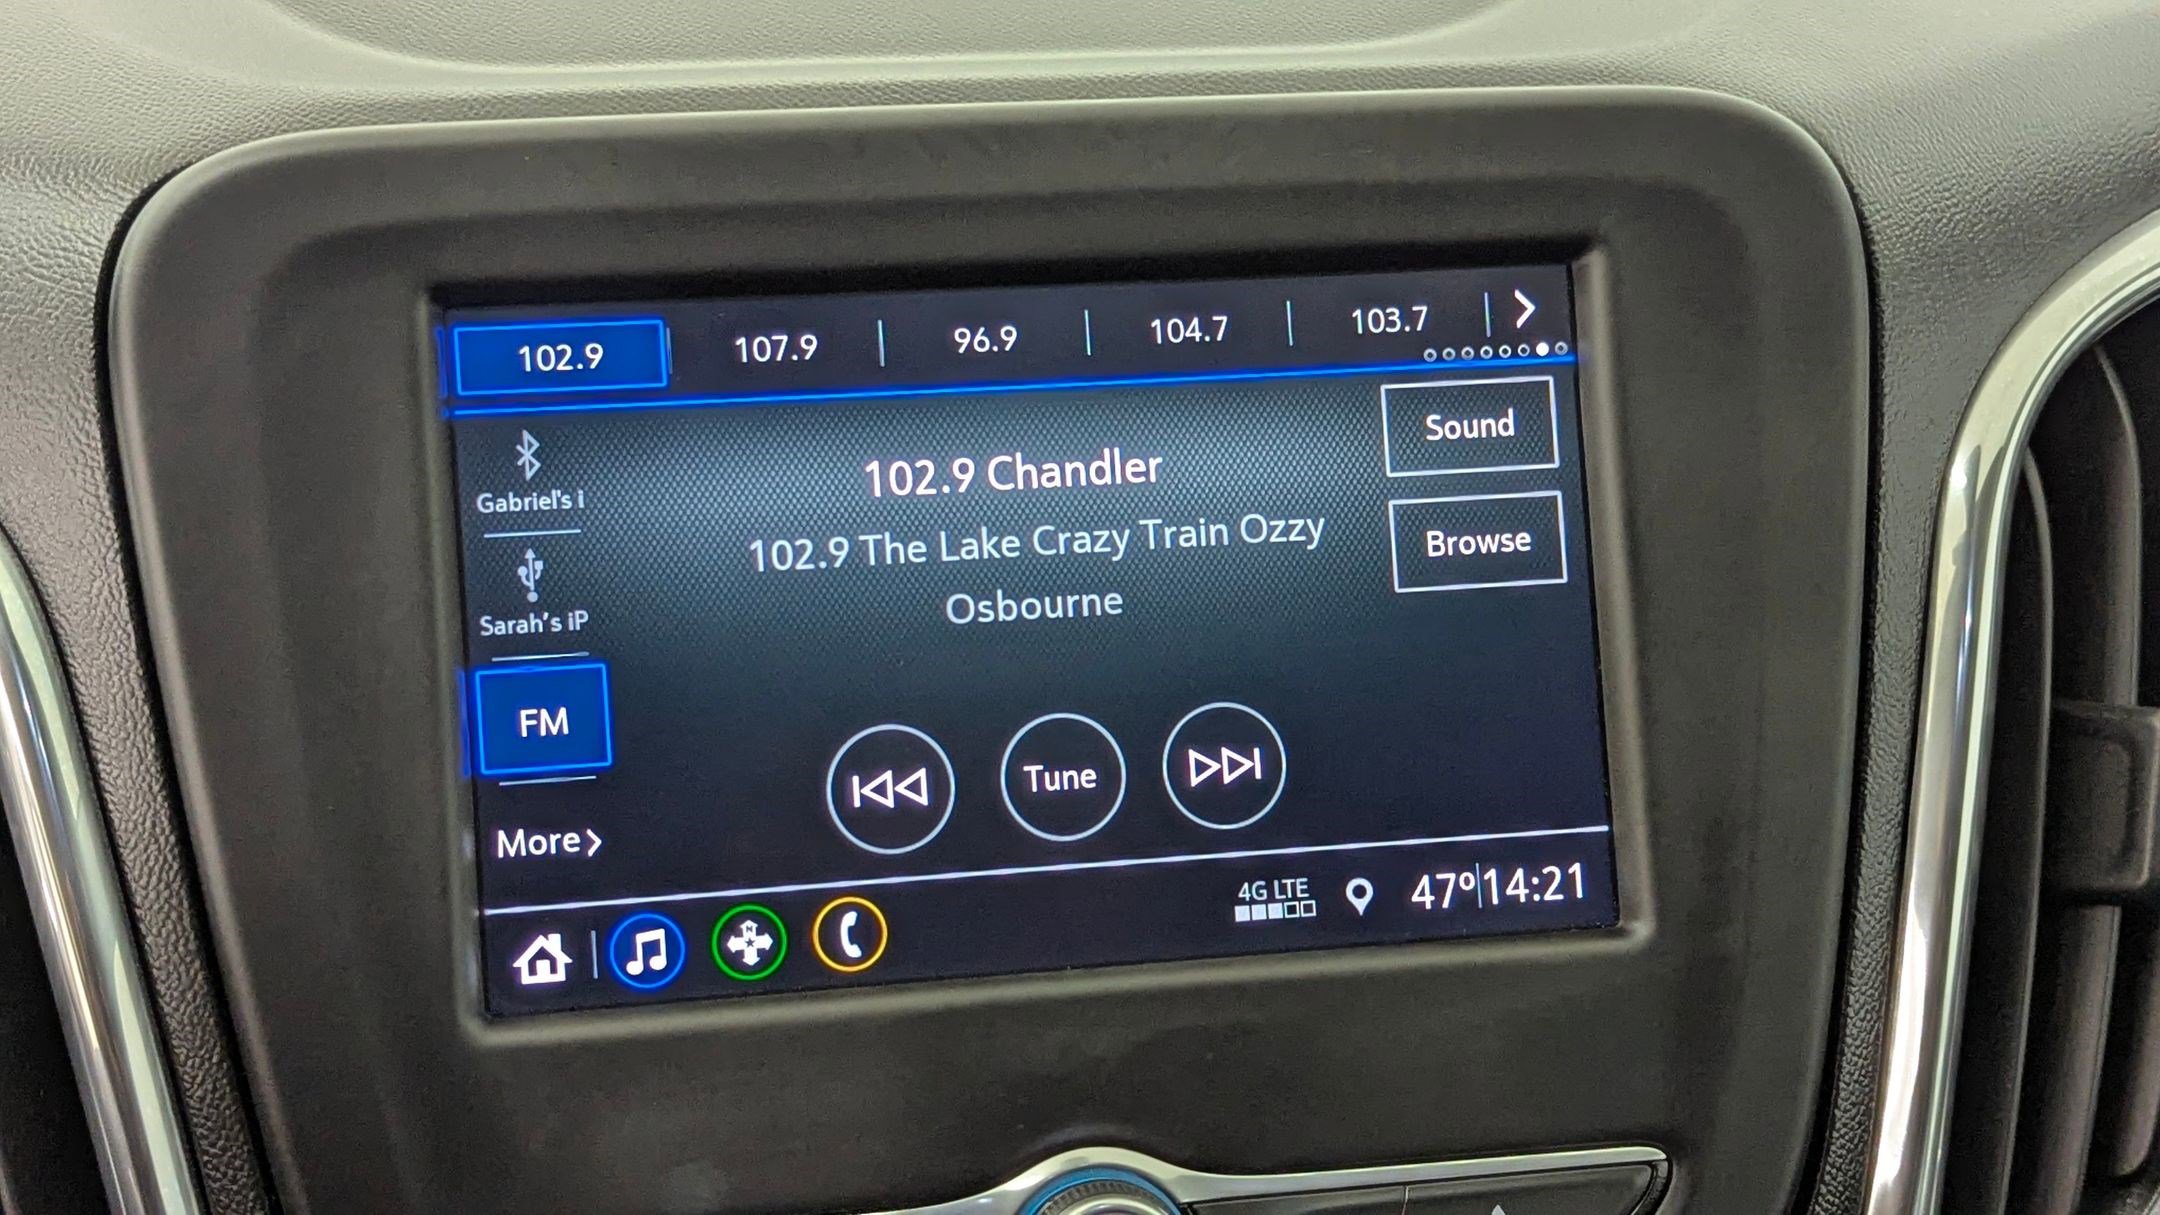 102.9 107.9 96.9 104.7 103.7
Sound
Browse
102.9 Chandler
102.9 The Lake Crazy Train Ozzy
Osbourne
Gabriel's i
Sarah's iP
FM
More
Tune
4G LTE
47° 14:21